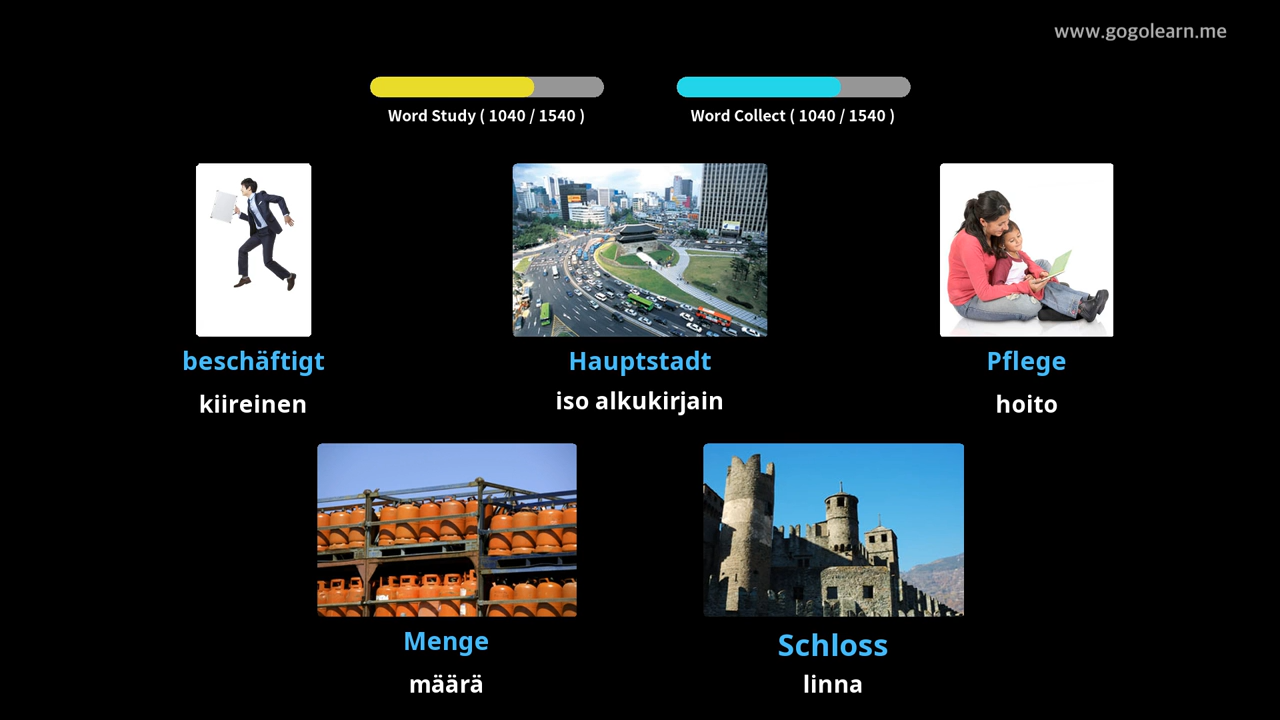 www.gogolearn.me
Word Study ( 1040 / 1540 )
Word Collect ( 1040 / 1540 )
beschäftigt
Hauptstadt
Pflege
kiireinen
iso alkukirjain
hoito
Menge
Schloss
määrä
linna